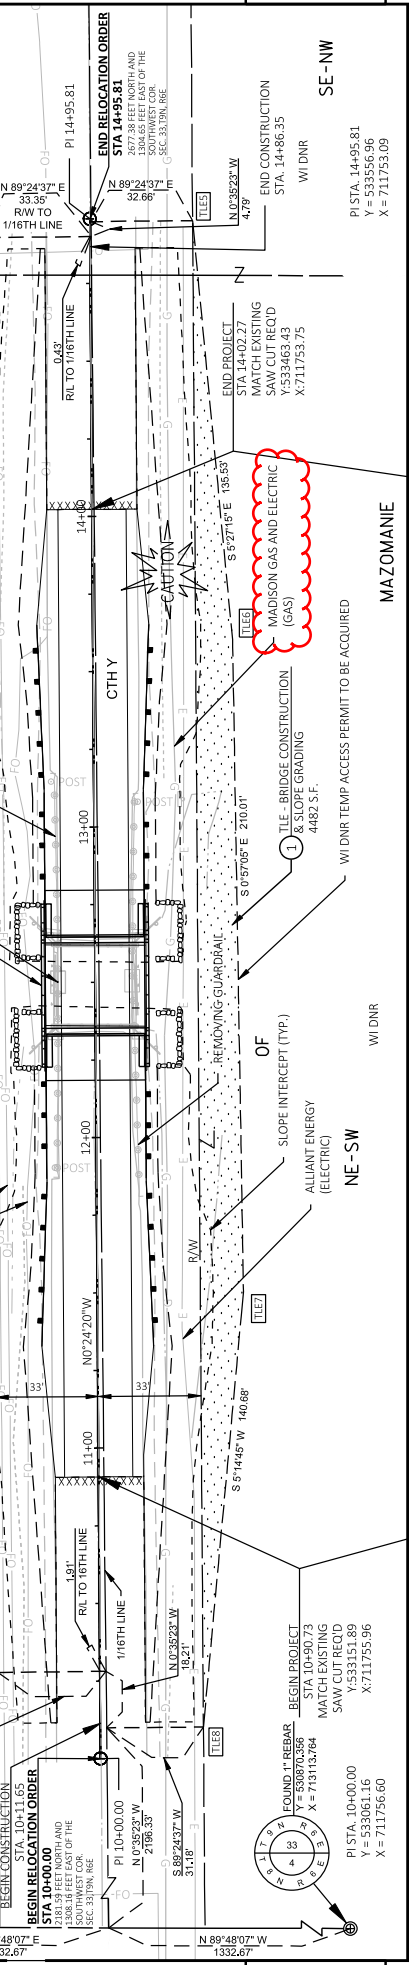 END RELOCATION ORDER
STA 14+95.81
2677.38 FEET NORTH AND
1304.65 FEET EAST OF THE
SOUTHWEST COR.
SEC. 33,T9N, R6E
PI 14+95.81
N 89°24'37" E
33.35'
R/W TO
1/16TH LINE
N 89°24'37" E
32.66'
TLE5
N 0°35'23" W
4.79'
END CONSTRUCTION
STA. 14+86.35
WI DNR
SE-NW
PI STA. 14+95.81
Y = 533556.96
X = 711753.09
0.43'
R/L TO 1/16TH LINE
N
END PROJECT
STA 14+02.27
MATCH EXISTING
SAW CUT REQ'D
Y:533463.43
X:711753.75
S 5°27'15" E 135.53'
14+00
CAUTION
CTH Y
TLE6
MADISON GAS AND ELECTRIC
(GAS)
MAZOMANIE
1
TLE - BRIDGE CONSTRUCTION
& SLOPE GRADING
4482 S.F.
WI DNR TEMP ACCESS PERMIT TO BE ACQUIRED
S 0°57'05" E 210.01'
POST
POST
13+00
REMOVING GUARDRAIL
OF
SLOPE INTERCEPT (TYP.)
WI DNR
12+00
POST
ALLIANT ENERGY
(ELECTRIC)
NE-SW
R/W
TLE7
N0°24'20"W
33'
33'
11+00
S 5°14'45" W 140.68'
1.91'
R/L TO 16TH LINE
1/16TH LINE
N 0°35'23" W
18.21'
BEGIN PROJECT
STA 10+90.73
MATCH EXISTING
SAW CUT REQ'D
Y:533151.89
X:711755.96
TLE8
BEGIN CONSTRUCTION
STA. 10+11.65
BEGIN RELOCATION ORDER
STA 10+00.00
2181.59 FEET NORTH AND
1308.16 FEET EAST OF THE
SOUTHWEST COR.
SEC. 33,T9N, R6E
PI 10+00.00
N 0°35'23" W
2196.33'
S 89°24'37" W
31.18'
FOUND 1" REBAR
Y = 530870.356
X = 713113.764
33
4
PI STA. 10+00.00
Y = 533061.16
X = 711756.60
48'07" E
32.67'
N 89°48'07" E
1332.67'